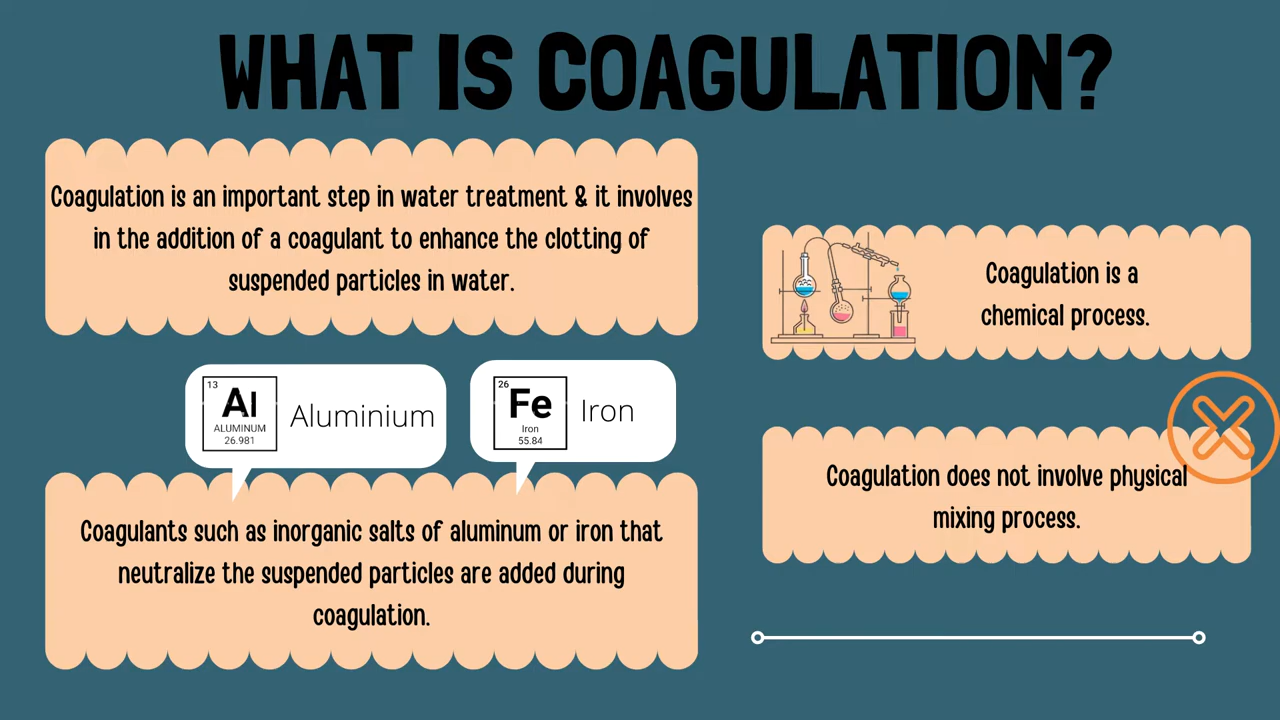 WHAT IS COAGULATION?
Coagulation is an important step in water treatment & it involves
in the addition of a coagulant to enhance the clotting of
suspended particles in water.
13
Al
ALUMINUM
26.981
Aluminium
26
Fe
Iron
55.84
Iron
Coagulants such as inorganic salts of aluminum or iron that
neutralize the suspended particles are added during
coagulation.
Coagulation is a
chemical process.
Coagulation does not involve physical
mixing process.